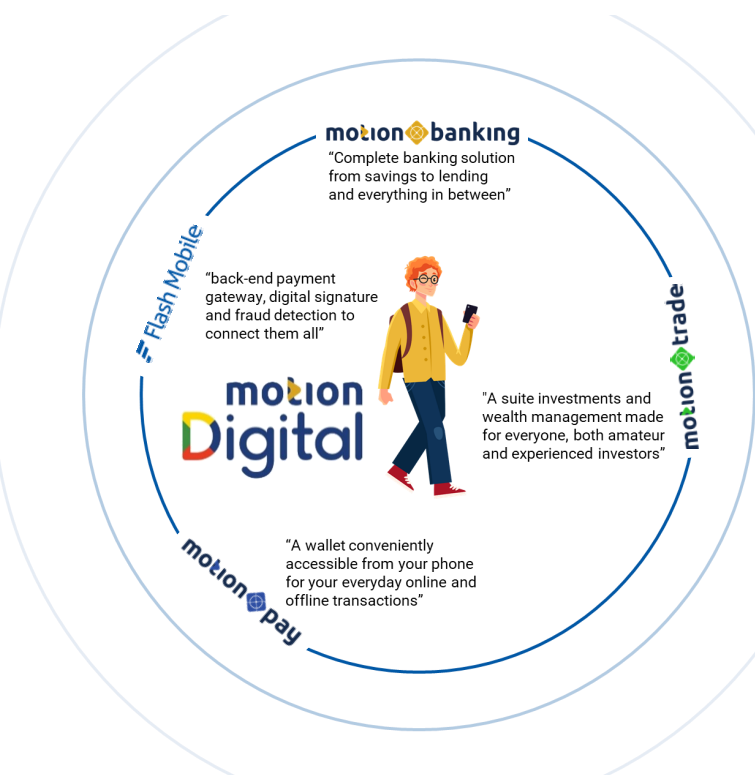 motion banking
“Complete banking solution
from savings to lending
and everything in between”
Flash Mobile
“back-end payment
gateway, digital signature
and fraud detection to
connect them all”
motion trade
"A suite investments and
wealth management made
for everyone, both amateur
and experienced investors”
motion
Digital
motion pay
“A wallet conveniently
accessible from your phone
for your everyday online and
offline transactions”